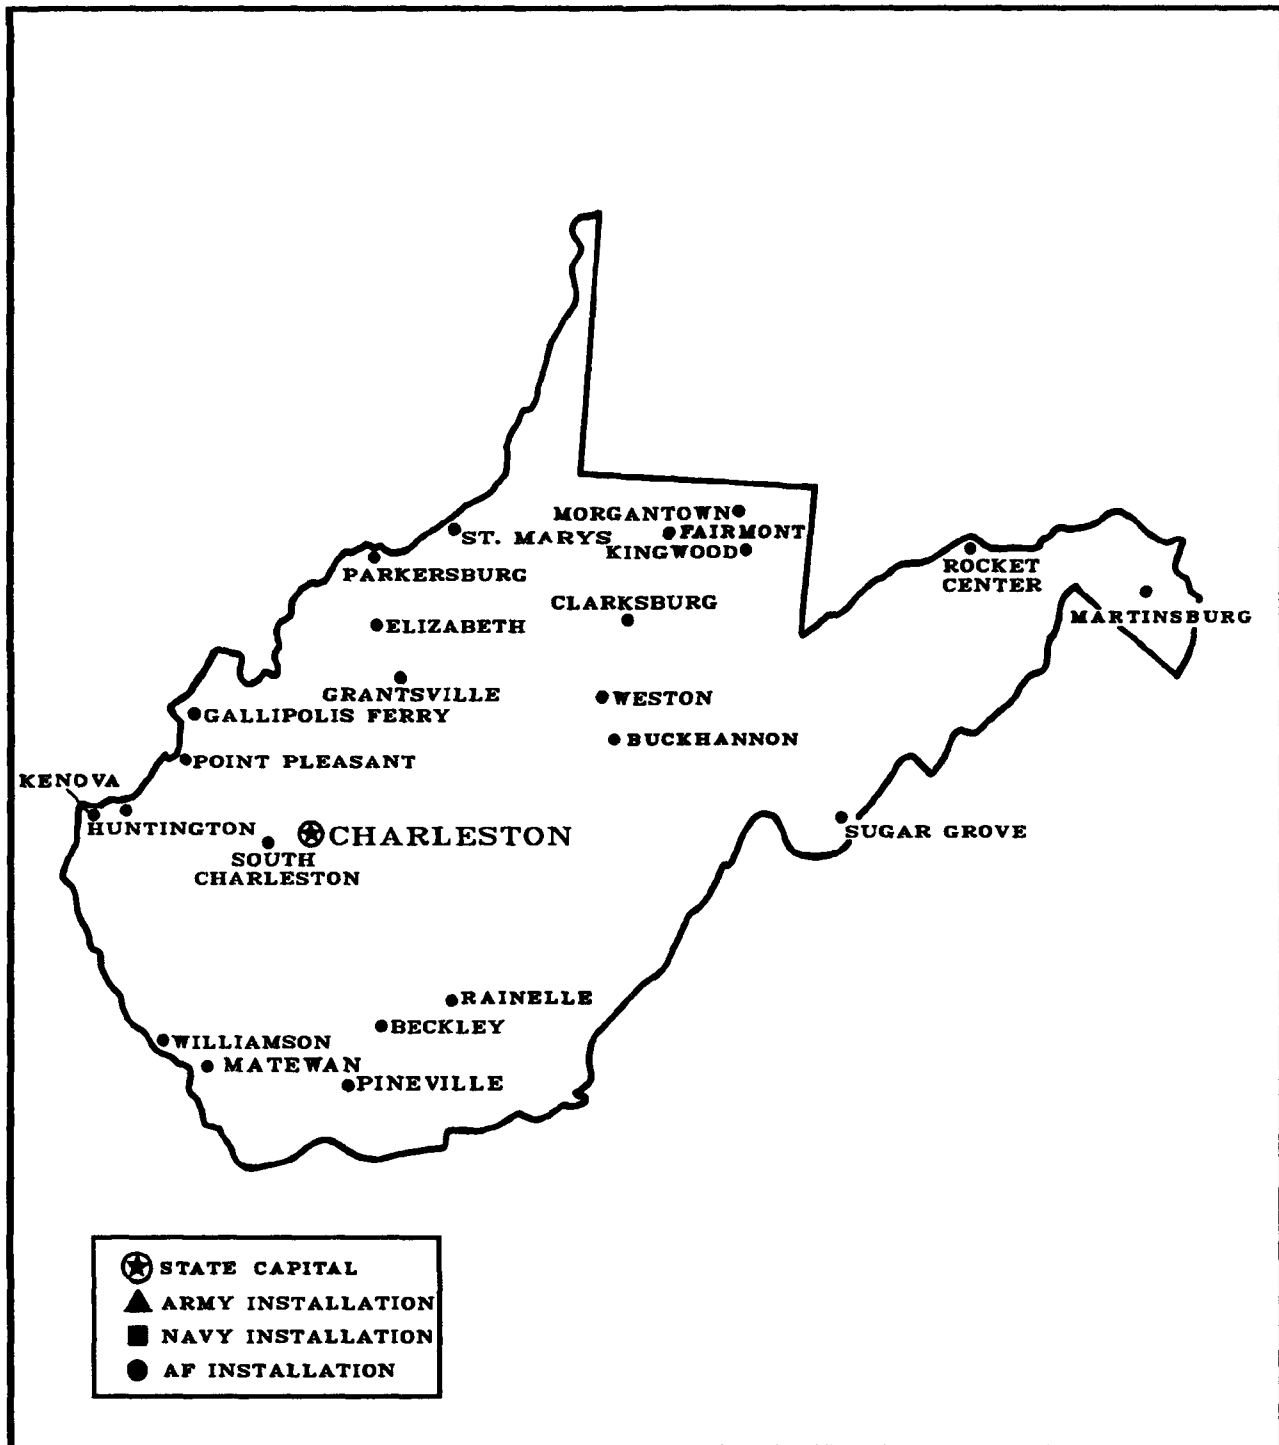 MORGANTOWN
FAIRMONT
ST. MARYS
KINGWOOD
ROCKET
CENTER
PARKERSBURG
CLARKSBURG
MARTINSBURG
ELIZABETH
GRANTSVILLE
WESTON
GALLIPOLIS FERRY
BUCKHANNON
POINT PLEASANT
KENOVA
HUNTINGTON
CHARLESTON
SUGAR GROVE
SOUTH
CHARLESTON
RAINELLE
BECKLEY
WILLIAMSON
MATEWAN
PINEVILLE
STATE CAPITAL
ARMY INSTALLATION
NAVY INSTALLATION
AF INSTALLATION